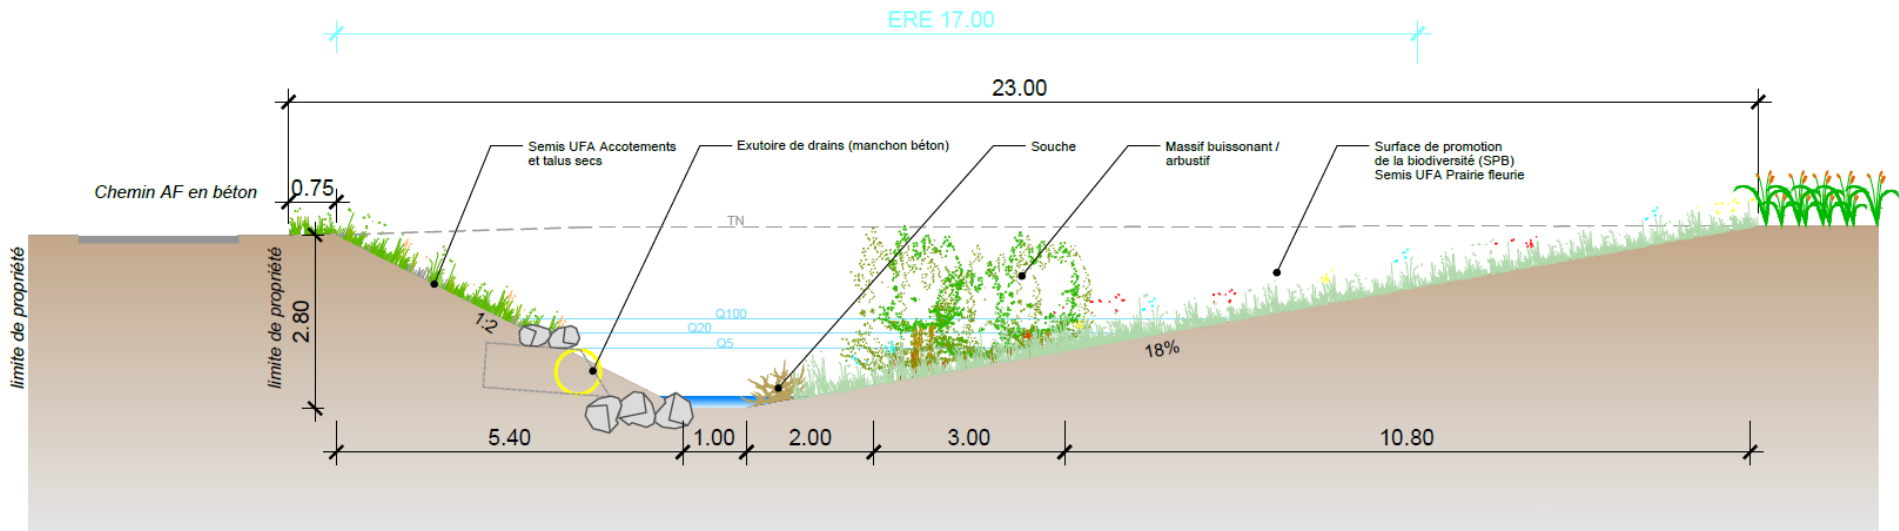 ERE 17.00
23.00
Semis UFA Accotements
et talus secs
Exutoire de drains (manchon béton)
Souche
Massif buissonant /
arbustif
Surface de promotion
de la biodiversité (SPB)
Semis UFA Prairie fleurie
Chemin AF en béton
0.75
TN
limite de propriété
limite de propriété
2.80
1:2
Q100
Q20
Q5
18%
5.40
1.00
2.00
3.00
10.80